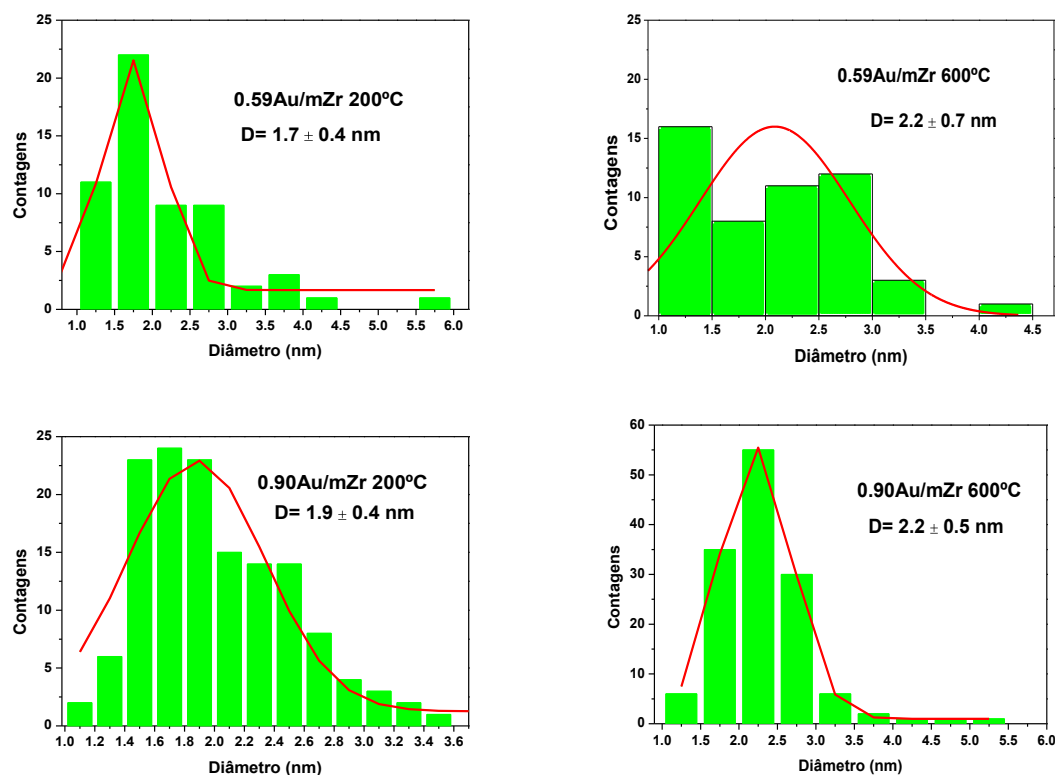 25
20
15
10
5
0
Contagens
0.59Au/mZr 200ºC
D= 1.7 ± 0.4 nm
1.0 1.5 2.0 2.5 3.0 3.5 4.0 4.5 5.0 5.5 6.0
Diâmetro (nm)
25
20
15
10
5
0
Contagens
0.59Au/mZr 600ºC
D= 2.2 ± 0.7 nm
1.0 1.5 2.0 2.5 3.0 3.5 4.0 4.5
Diâmetro (nm)
25
20
15
10
5
0
Contagens
0.90Au/mZr 200ºC
D= 1.9 ± 0.4 nm
1.0 1.2 1.4 1.6 1.8 2.0 2.2 2.4 2.6 2.8 3.0 3.2 3.4 3.6
Diâmetro (nm)
60
50
40
30
20
10
0
Contagens
0.90Au/mZr 600ºC
D= 2.2 ± 0.5 nm
1.0 1.5 2.0 2.5 3.0 3.5 4.0 4.5 5.0 5.5 6.0
Diâmetro (nm)